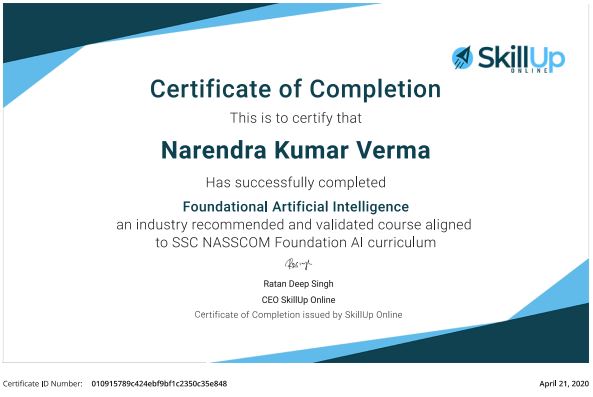 SkillUp
ONLINE
Certificate of Completion
This is to certify that
Narendra Kumar Verma
Has successfully completed
Foundational Artificial Intelligence
an industry recommended and validated course aligned
to SSC NASSCOM Foundation AI curriculum
Ratan Deep Singh
CEO SkillUp Online
Certificate of Completion issued by SkillUp Online
Certificate ID Number: 010915789c424ebf9bf1c2350c35e848
April 21, 2020